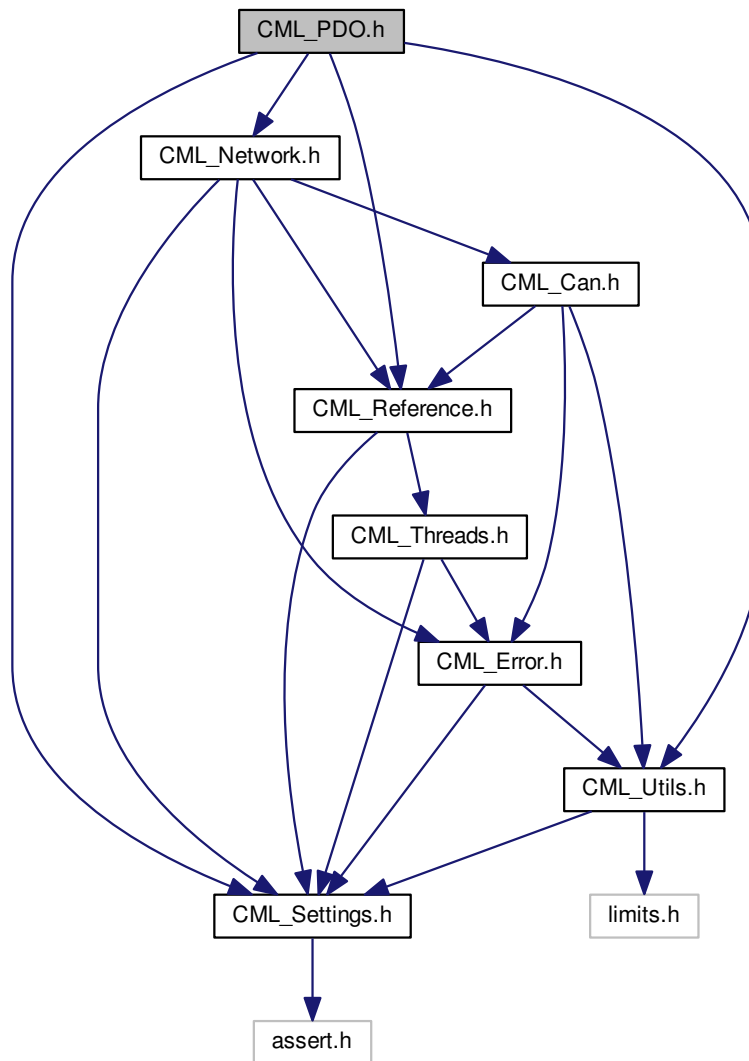 CML_PDO.h
CML_Network.h
CML_Can.h
CML_Reference.h
CML_Threads.h
CML_Error.h
CML_Utils.h
CML_Settings.h
limits.h
assert.h